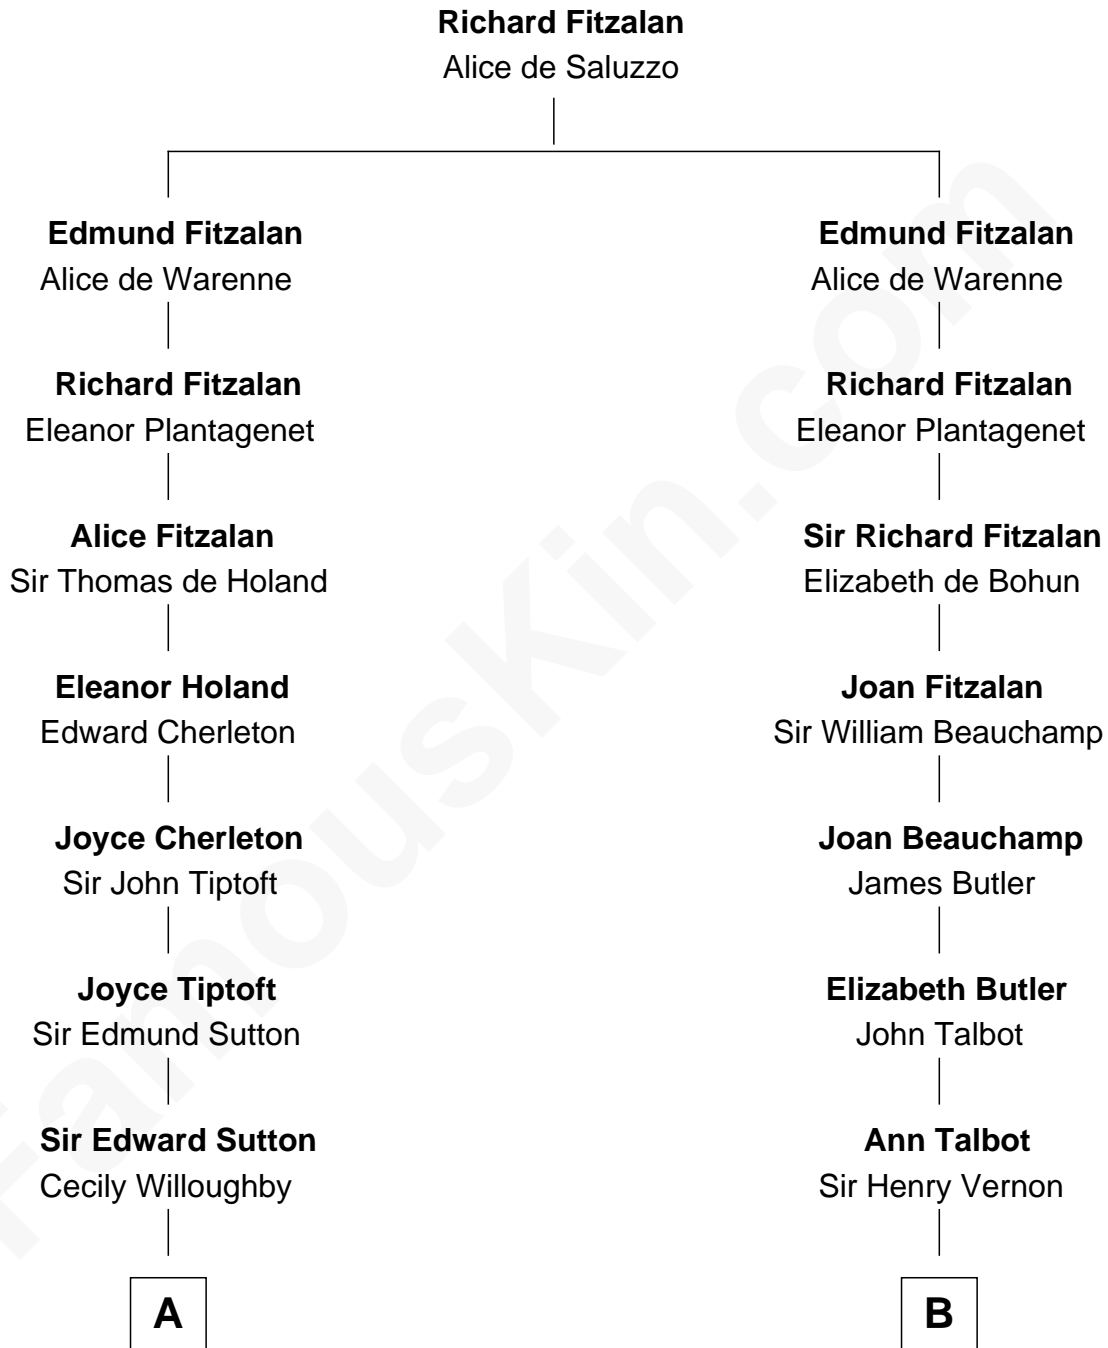 Richard Fitzalan
Alice de Saluzzo
Edmund Fitzalan
Alice de Warenne
Edmund Fitzalan
Alice de Warenne
Richard Fitzalan
Eleanor Plantagenet
Richard Fitzalan
Eleanor Plantagenet
Alice Fitzalan
Sir Thomas de Holand
Sir Richard Fitzalan
Elizabeth de Bohun
Eleanor Holand
Edward Cherleton
Joan Fitzalan
Sir William Beauchamp
Joyce Cherleton
Sir John Tiptoft
Joan Beauchamp
James Butler
Joyce Tiptoft
Sir Edmund Sutton
Elizabeth Butler
John Talbot
Sir Edward Sutton
Cecily Willoughby
Ann Talbot
Sir Henry Vernon
A
B
FamousKin.com